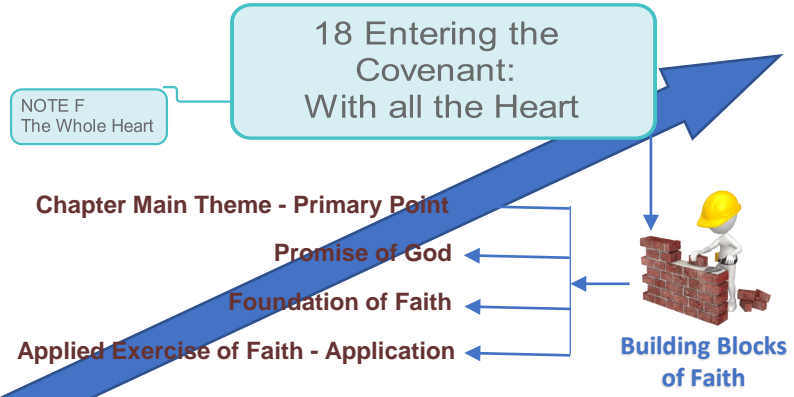 18 Entering the
Covenant:
With all the Heart
NOTE F
The Whole Heart
Chapter Main Theme - Primary Point
Promise of God
Foundation of Faith
Applied Exercise of Faith - Application
Building Blocks
of Faith